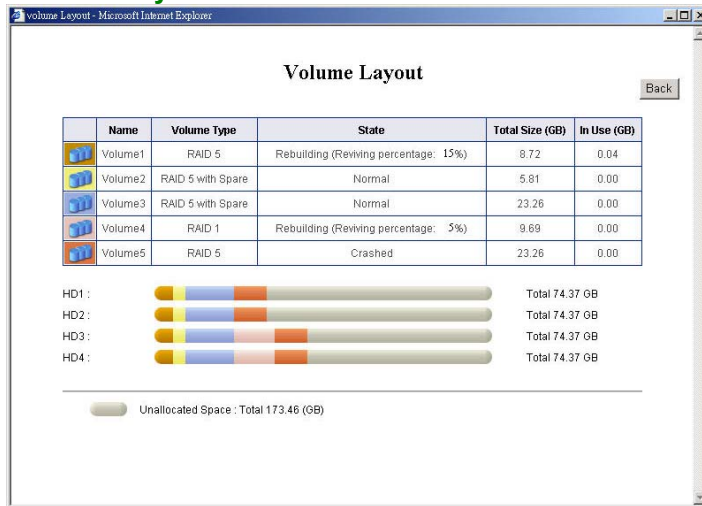 volume Layout - Microsoft Internet Explorer
Volume Layout
Back
Name Volume Type State Total Size (GB) In Use (GB)
Volume1 RAID 5 Rebuilding (Reviving percentage: 15%) 8.72 0.04
Volume2 RAID 5 with Spare Normal 5.81 0.00
Volume3 RAID 5 with Spare Normal 23.26 0.00
Volume4 RAID 1 Rebuilding (Reviving percentage: 5%) 9.69 0.00
Volume5 RAID 5 Crashed 23.26 0.00
HD1 : Total 74.37 GB
HD2 : Total 74.37 GB
HD3 : Total 74.37 GB
HD4 : Total 74.37 GB
Unallocated Space : Total 173.46 (GB)